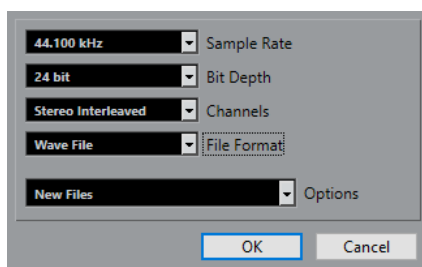 44.100 kHz Sample Rate
24 bit Bit Depth
Stereo Interleaved Channels
Wave File File Format
New Files Options
OK Cancel